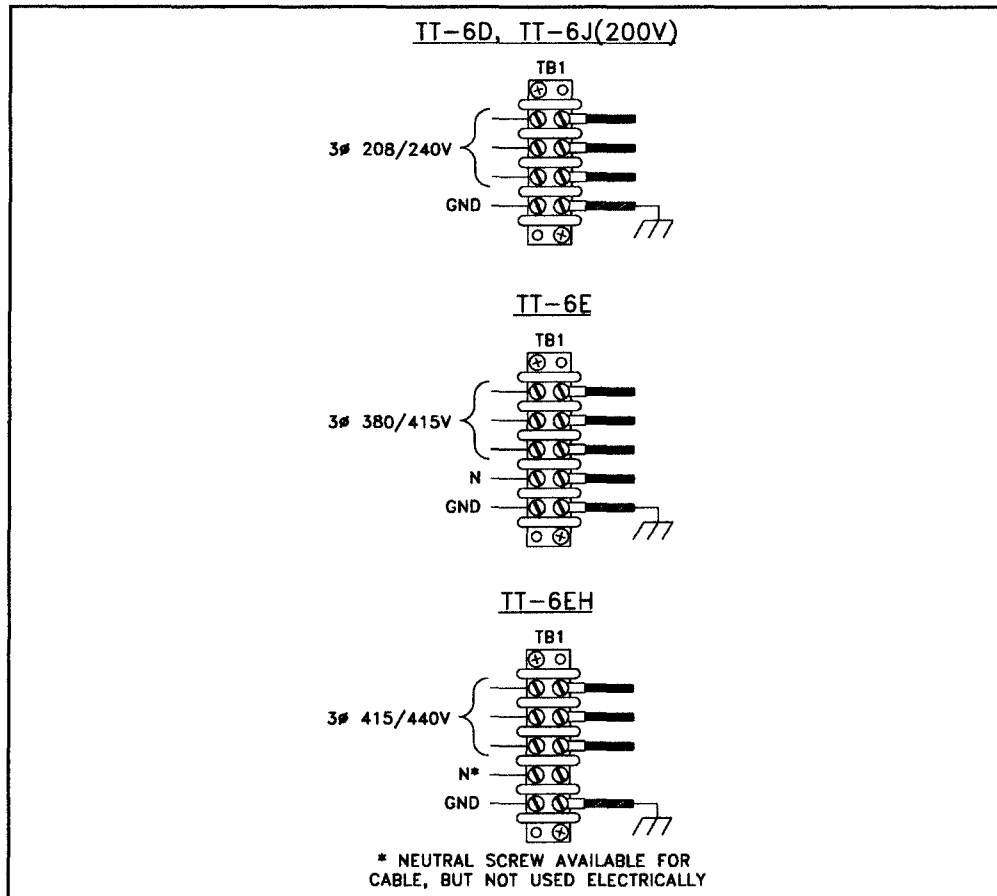 TT-6D, TT-6J(200V)
TB1
3ø 208/240V
GND
TT-6E
TB1
3ø 380/415V
N
GND
TT-6EH
TB1
3ø 415/440V
N*
GND
* NEUTRAL SCREW AVAILABLE FOR
CABLE, BUT NOT USED ELECTRICALLY